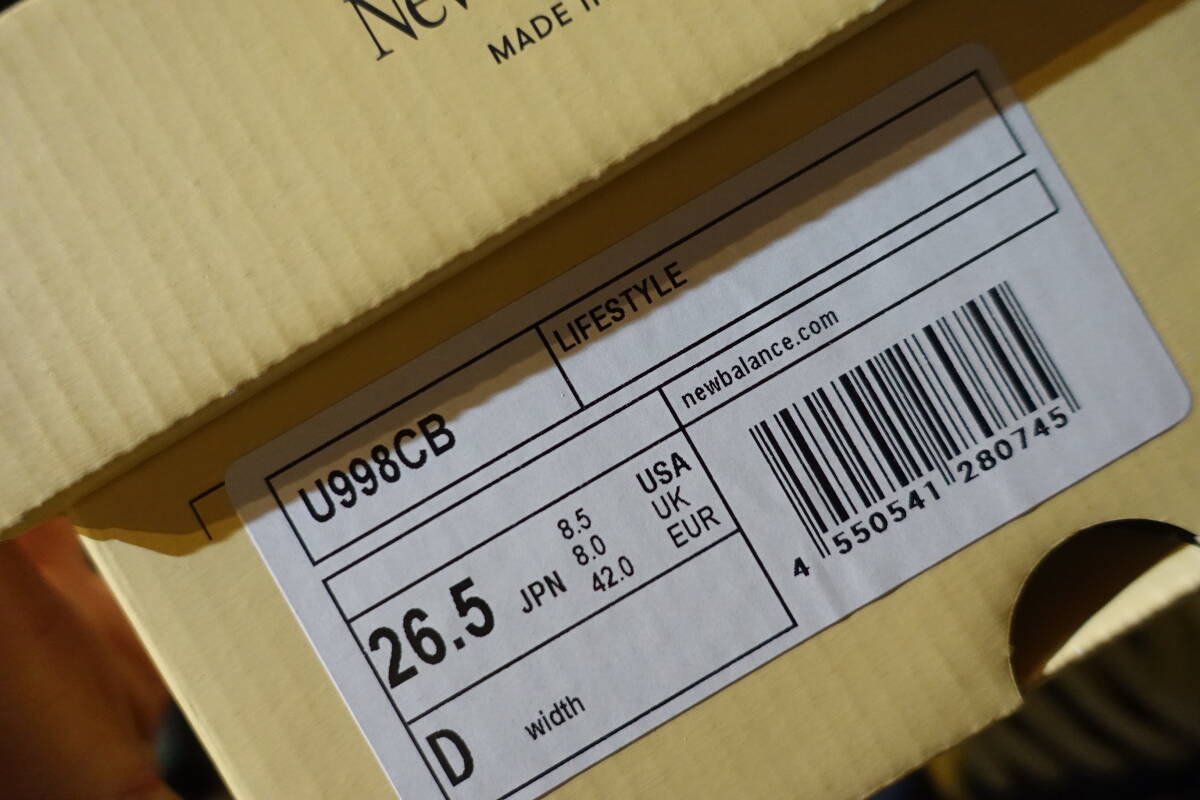 MADE
LIFESTYLE
U998CB
newbalance.com
26.5 JPN
8.5 USA
8.0 UK
42.0 EUR
D width
4 550541 280745